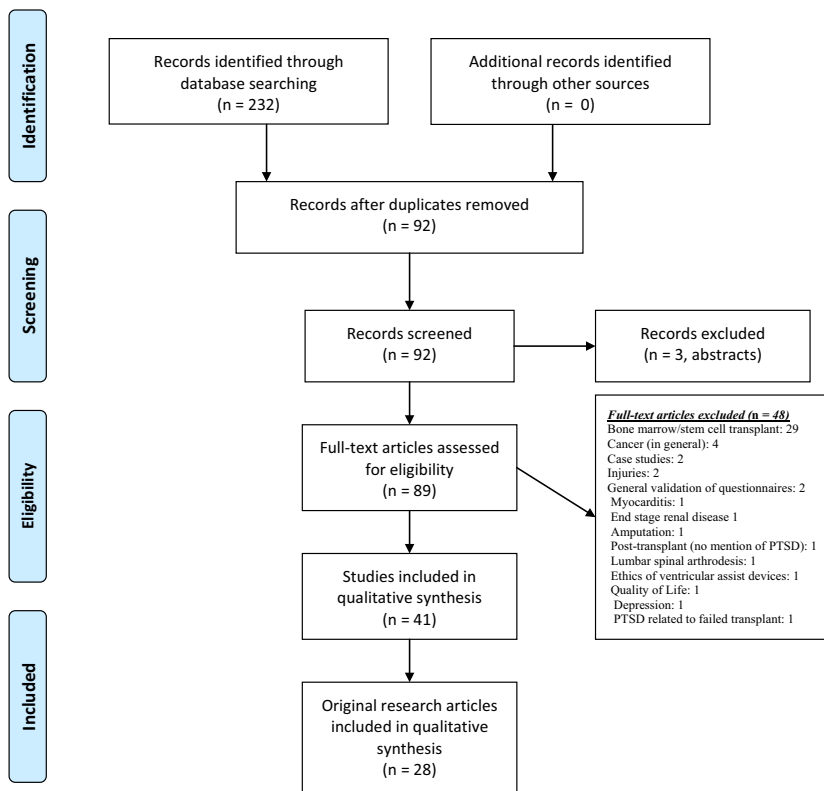 Identification
Records identified through
database searching
(n = 232)
Additional records identified
through other sources
(n = 0)
Records after duplicates removed
(n = 92)
Screening
Records screened
(n = 92)
Records excluded
(n = 3, abstracts)
Eligibility
Full-text articles assessed
for eligibility
(n = 89)
Full-text articles excluded (n = 48)
Bone marrow/stem cell transplant: 29
Cancer (in general): 4
Case studies: 2
Injuries: 2
General validation of questionnaires: 2
Myocarditis: 1
End stage renal disease 1
Amputation: 1
Post-transplant (no mention of PTSD): 1
Lumbar spinal arthrodesis: 1
Ethics of ventricular assist devices: 1
Quality of Life: 1
Depression: 1
PTSD related to failed transplant: 1
Studies included in
qualitative synthesis
(n = 41)
Included
Original research articles
included in qualitative
synthesis
(n = 28)